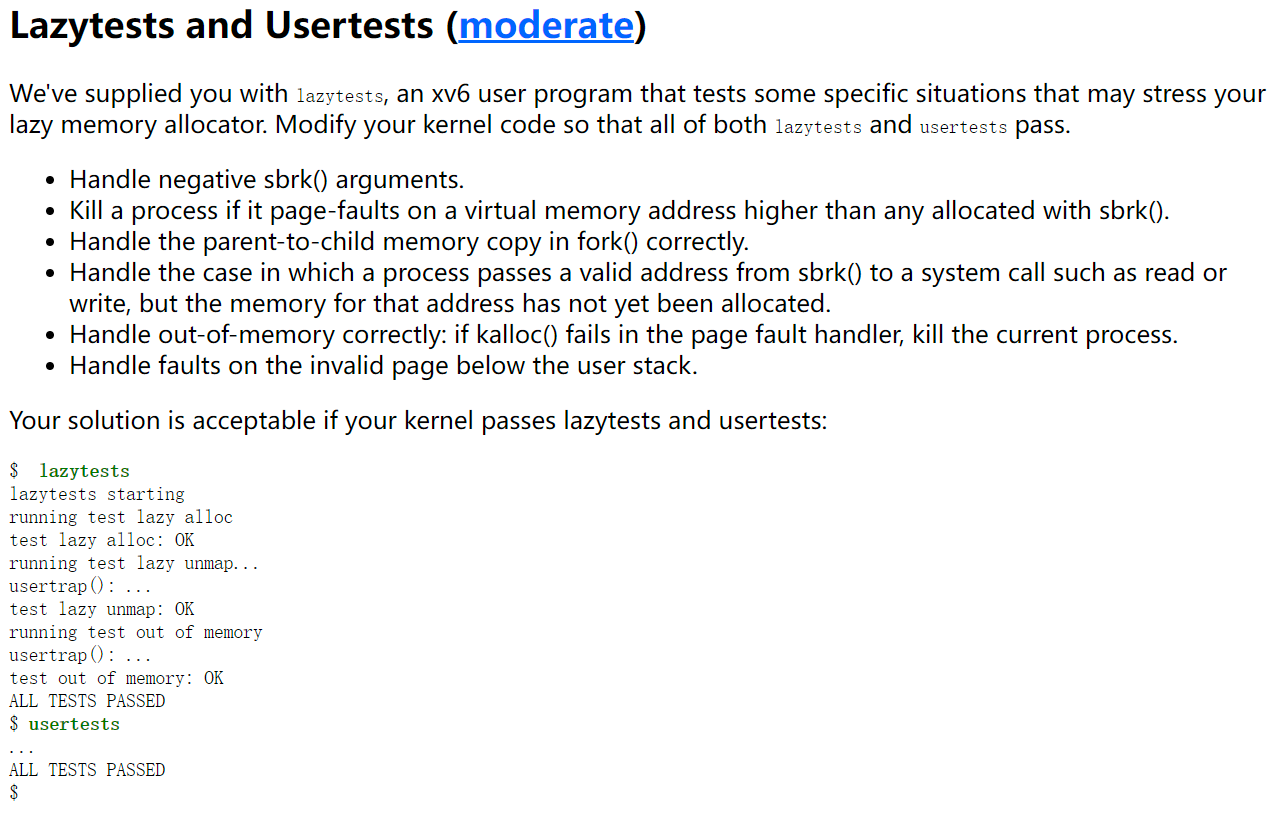 Lazytests and Usertests (moderate)
We've supplied you with lazytests, an xv6 user program that tests some specific situations that may stress your
lazy memory allocator. Modify your kernel code so that all of both lazytests and usertests pass.
• Handle negative sbrk() arguments.
• Kill a process if it page-faults on a virtual memory address higher than any allocated with sbrk().
• Handle the parent-to-child memory copy in fork() correctly.
• Handle the case in which a process passes a valid address from sbrk() to a system call such as read or
write, but the memory for that address has not yet been allocated.
• Handle out-of-memory correctly: if kalloc() fails in the page fault handler, kill the current process.
• Handle faults on the invalid page below the user stack.
Your solution is acceptable if your kernel passes lazytests and usertests:
$  lazytests
lazytests starting
running test lazy alloc
test lazy alloc: OK
running test lazy unmap...
usertrap(): ...
test lazy unmap: OK
running test out of memory
usertrap(): ...
test out of memory: OK
ALL TESTS PASSED
$ usertests
...
ALL TESTS PASSED
$